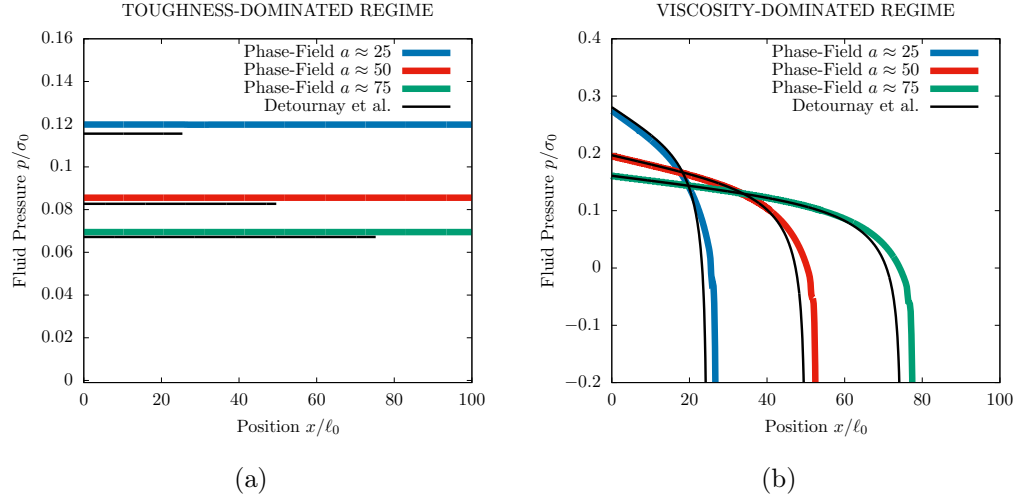 TOUGHNESS-DOMINATED REGIME
Fluid Pressure p/σ₀
0.16
0.14
0.12
0.1
0.08
0.06
0.04
0.02
0
Phase-Field a ≈ 25
Phase-Field a ≈ 50
Phase-Field a ≈ 75
Detournay et al.
0 20 40 60 80 100
Position x/ℓ₀
(a)
VISCOSITY-DOMINATED REGIME
Fluid Pressure p/σ₀
0.4
0.3
0.2
0.1
0
−0.1
−0.2
Phase-Field a ≈ 25
Phase-Field a ≈ 50
Phase-Field a ≈ 75
Detournay et al.
0 20 40 60 80 100
Position x/ℓ₀
(b)